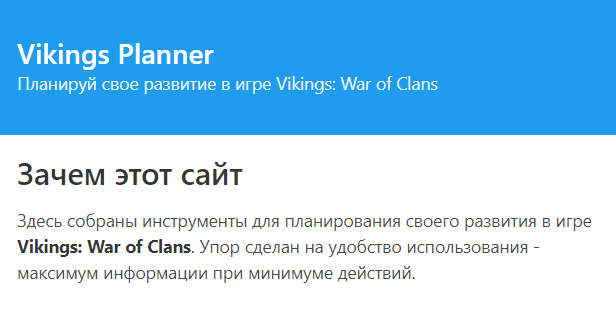 Vikings Planner
Планируй свое развитие в игре Vikings: War of Clans
Зачем этот сайт
Здесь собраны инструменты для планирования своего развития в игре
Vikings: War of Clans. Упор сделан на удобство использования -
максимум информации при минимуме действий.